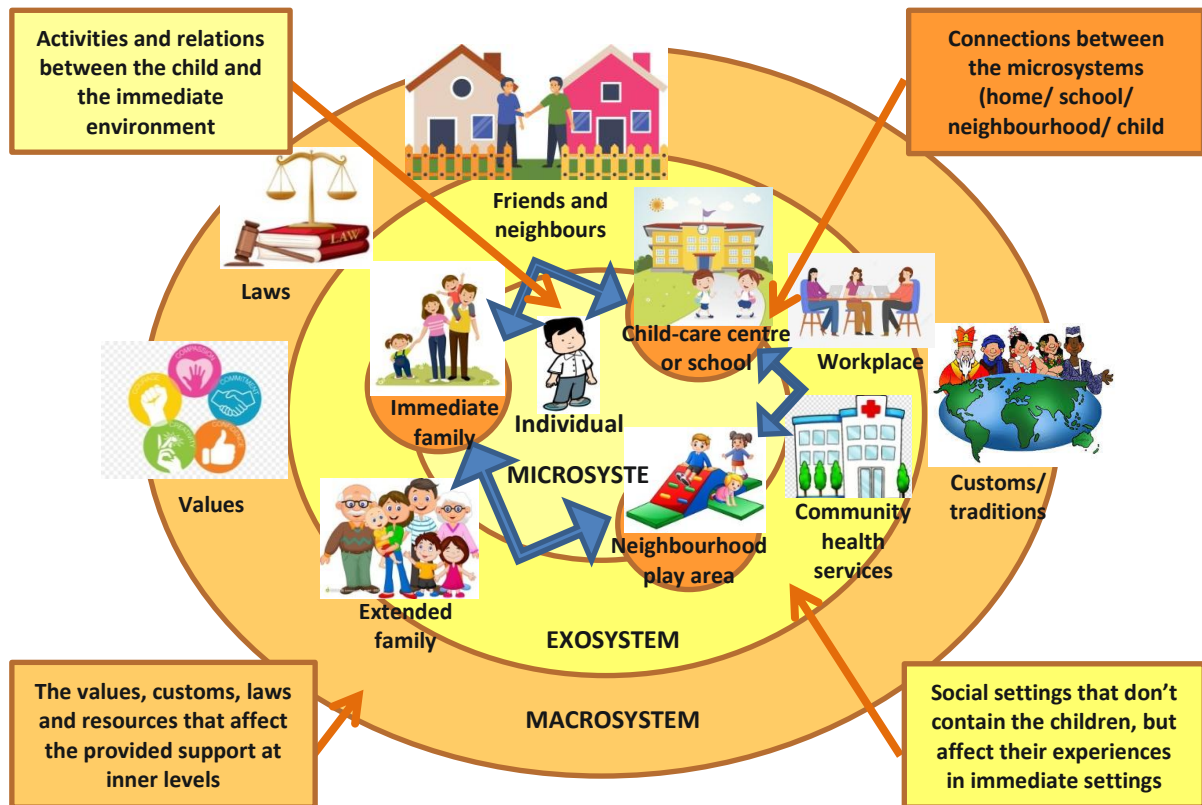 Activities and relations
between the child and
the immediate
environment
Connections between
the microsystems
(home/ school/
neighbourhood/ child
Friends and
neighbours
LAW
Laws
Child-care centre
or school
Workplace
COMPASSION
COMMITMENT
Values
Immediate
family
Individual
MICROSYSTE
Customs/
traditions
Neighbourhood
play area
Community
health
services
Extended
family
EXOSYSTEM
MACROSYSTEM
The values, customs, laws
and resources that affect
the provided support at
inner levels
Social settings that don’t
contain the children, but
affect their experiences
in immediate settings